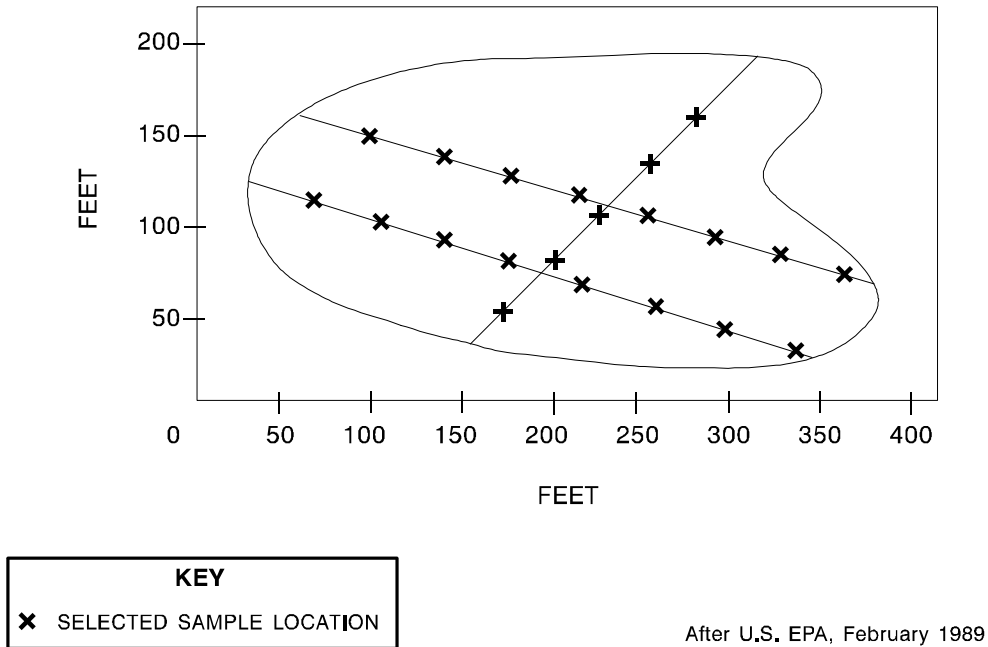 200
150
100
50
FEET
0 50 100 150 200 250 300 350 400
FEET
KEY
SELECTED SAMPLE LOCATION
After U.S. EPA, February 1989